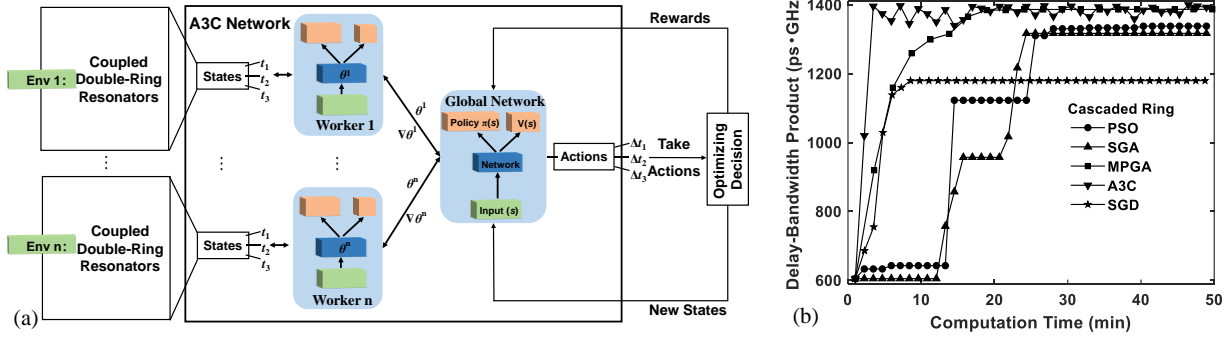 A3C Network
Rewards
Env 1:
Coupled
Double-Ring
Resonators
States
t₁
t₂
t₃
θ¹
Worker 1
θ¹
∇θ¹
Global Network
Policy π(s)
V(s)
Network
Input (s)
Actions
Δt₁
Δt₂
Δt₃
Take
Actions
Optimizing
Decision
⋮
⋮
⋮
θⁿ
∇θⁿ
Env n:
Coupled
Double-Ring
Resonators
States
t₁
t₂
t₃
θⁿ
Worker n
New States
(a)
Delay-Bandwidth Product (ps·GHz)
1400
1200
1000
800
600
Cascaded Ring
PSO
SGA
MPGA
A3C
SGD
0 10 20 30 40 50
Computation Time (min)
(b)